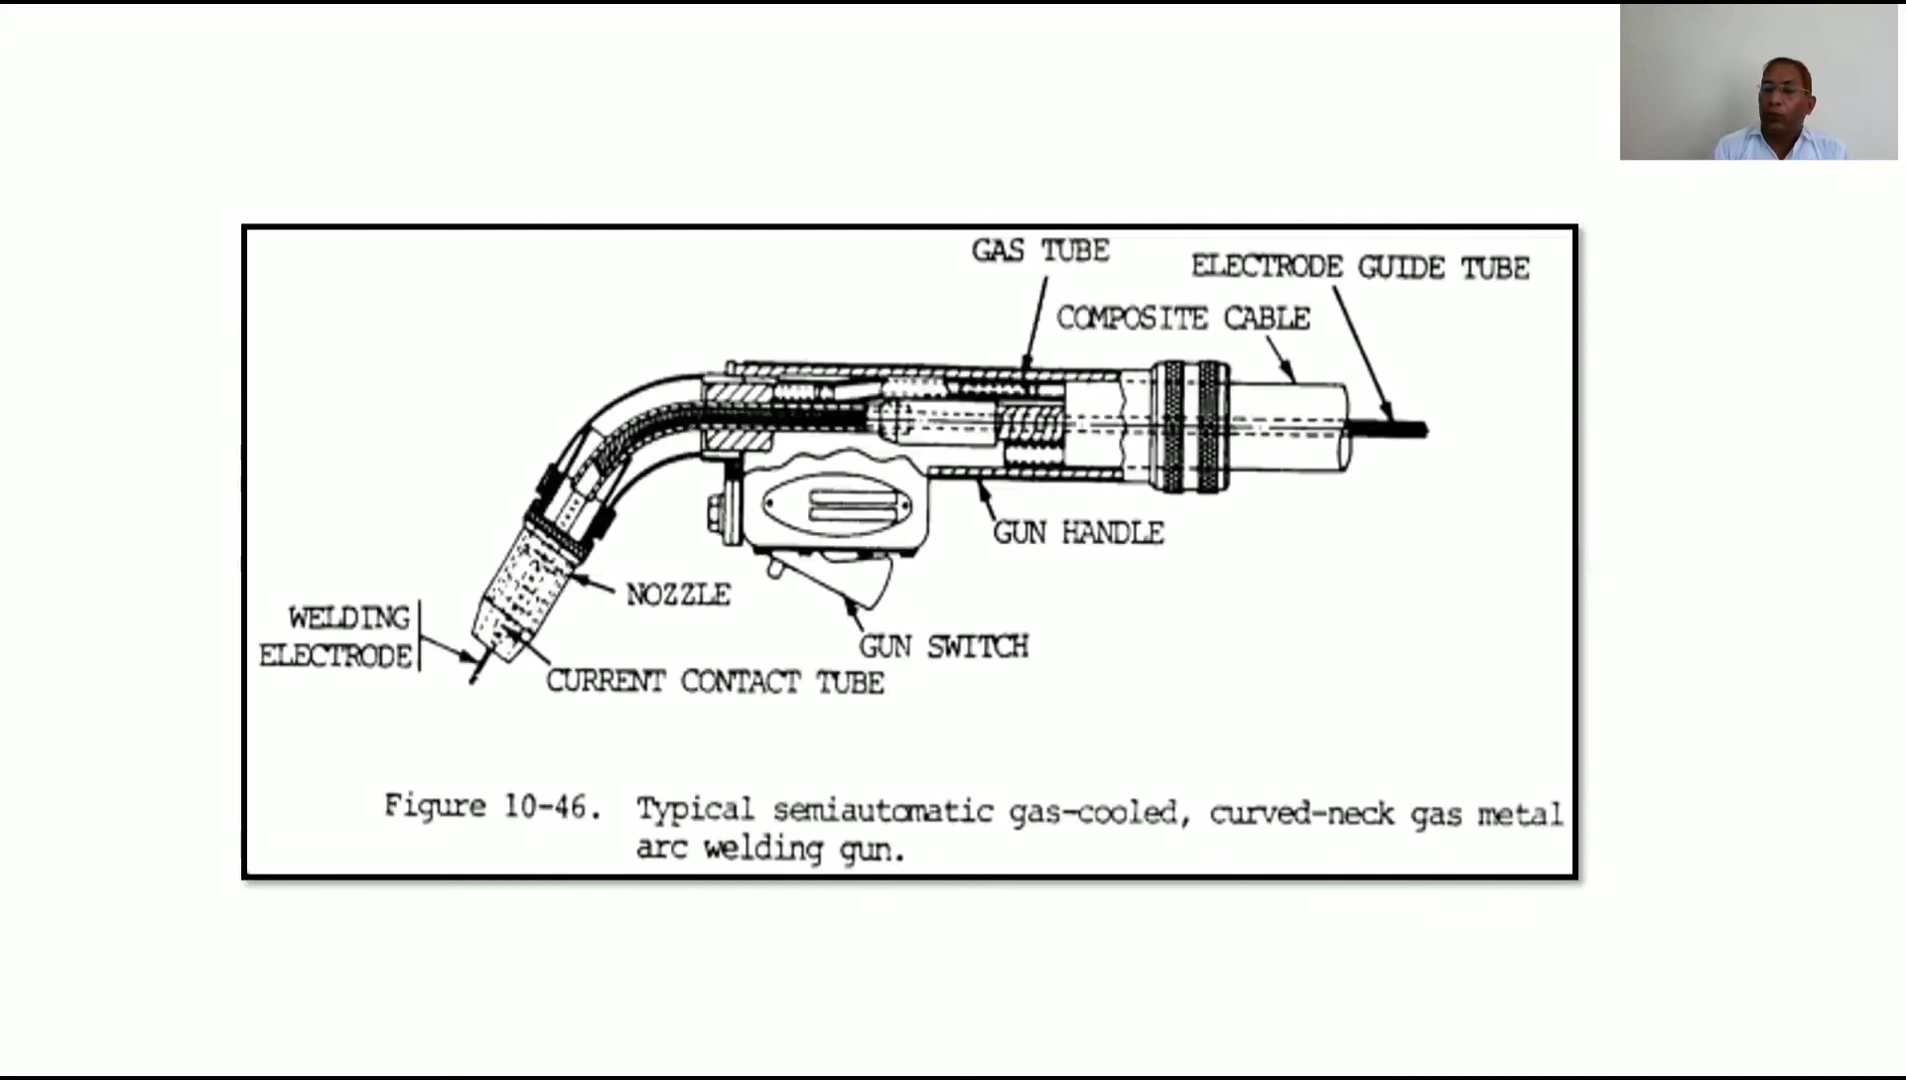 GAS TUBE
ELECTRODE GUIDE TUBE
COMPOSITE CABLE
GUN HANDLE
NOZZLE
WELDING
ELECTRODE
GUN SWITCH
CURRENT CONTACT TUBE
Figure 10-46. Typical semiautomatic gas-cooled, curved-neck gas metal
arc welding gun.